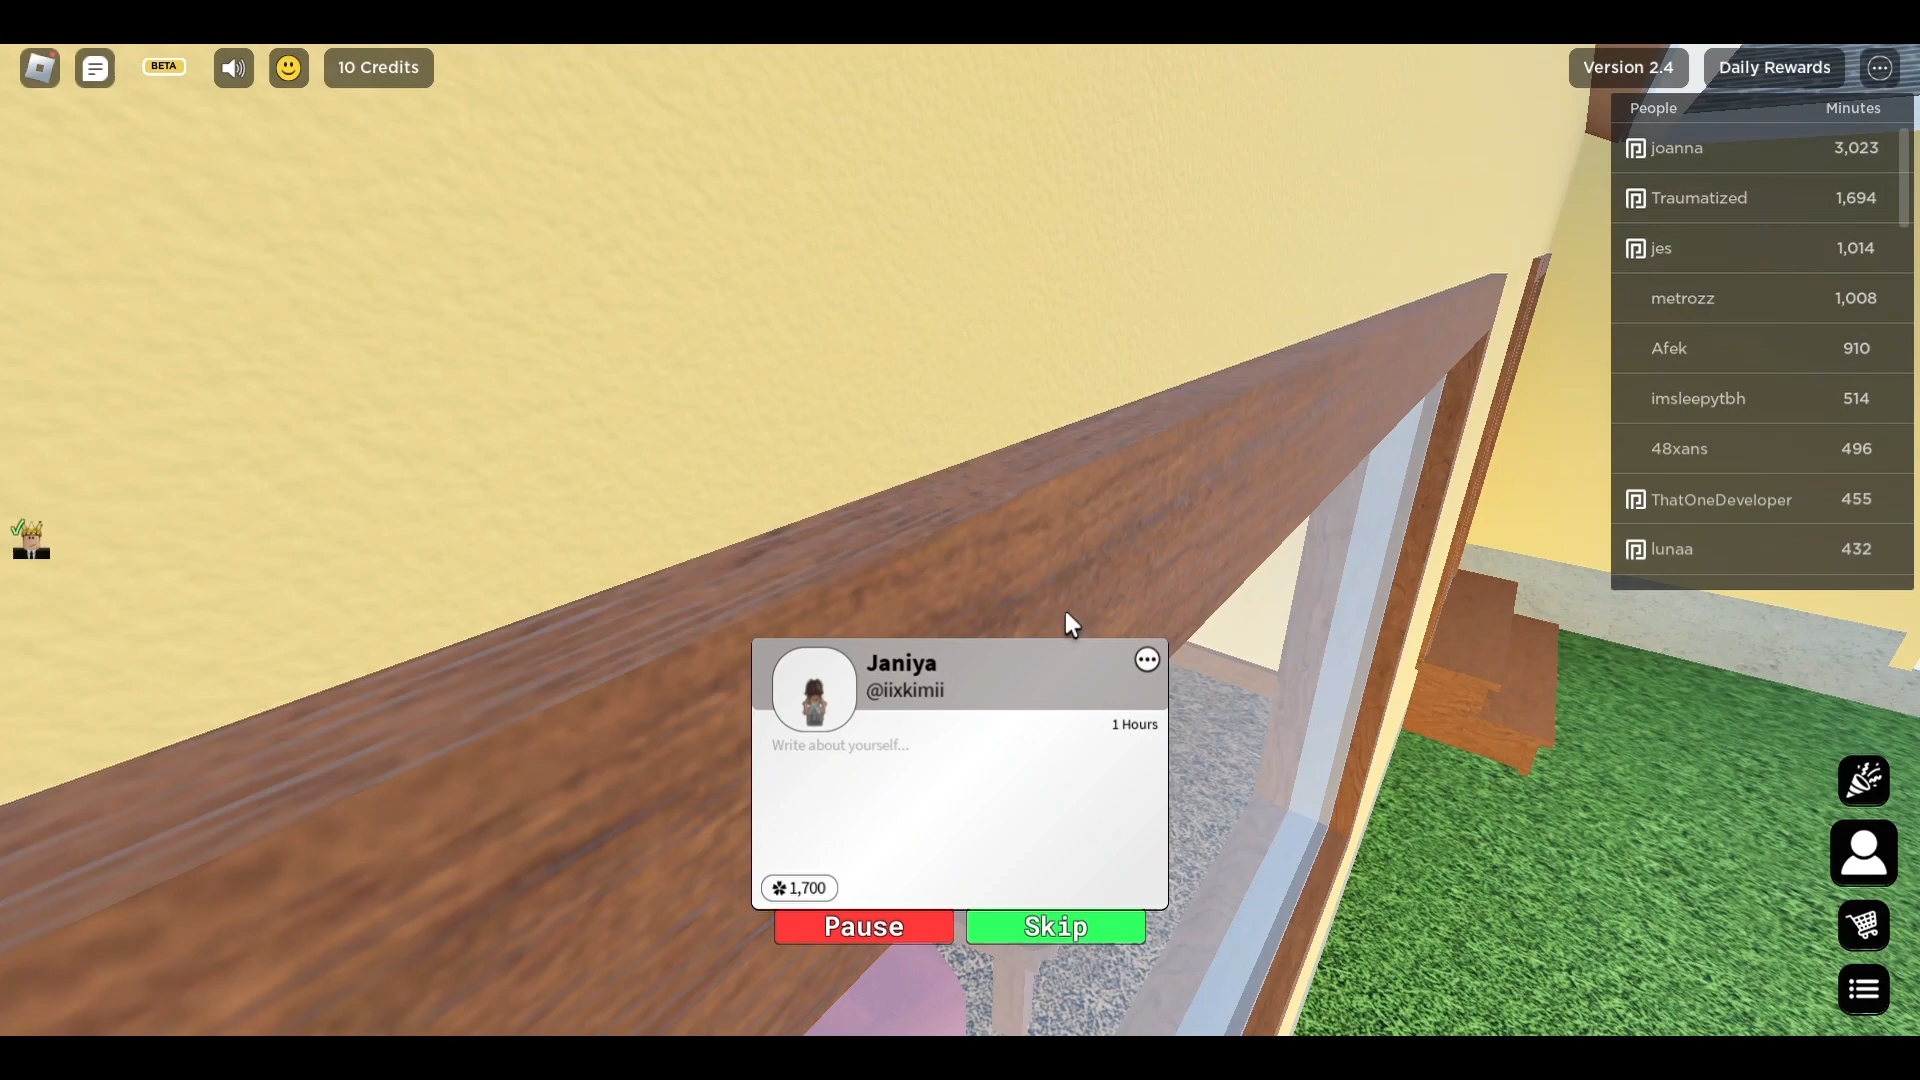 BETA
10 Credits
Version 2.4
Daily Rewards
People Minutes
joanna 3,023
Traumatized 1,694
jes 1,014
metrozz 1,008
Afek 910
imsleepytbh 514
48xans 496
ThatOneDeveloper 455
lunaa 432
Janiya
@iixkimii
1 Hours
Write about yourself...
1,700
Pause
Skip